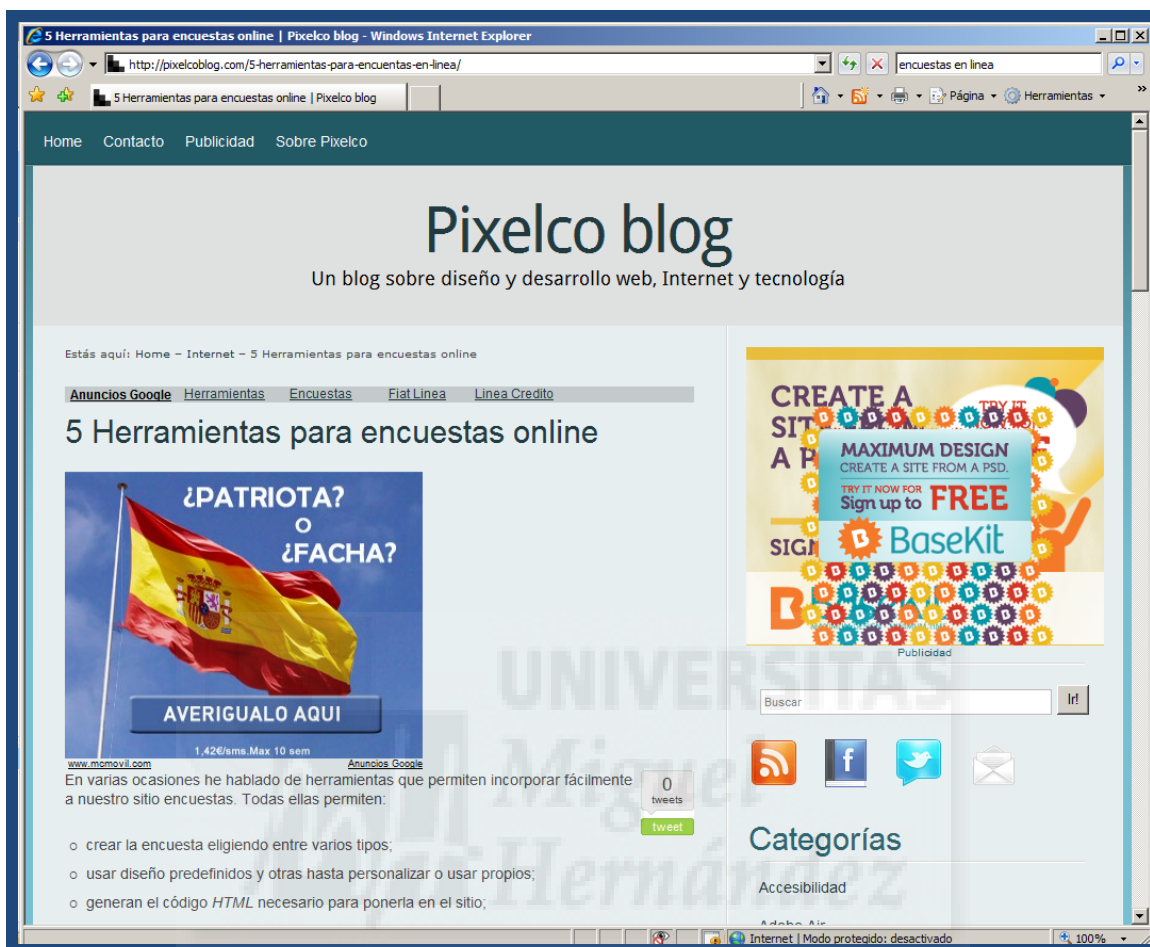 5 Herramientas para encuestas online | Pixelco blog - Windows Internet Explorer
http://pixelcoblog.com/5-herramientas-para-encuentas-en-linea/
encuestas en linea
5 Herramientas para encuestas online | Pixelco blog
Página
Herramientas
Home Contacto Publicidad Sobre Pixelco
Pixelco blog
Un blog sobre diseño y desarrollo web, Internet y tecnología
Estás aquí: Home – Internet – 5 Herramientas para encuestas online
Anuncios Google Herramientas Encuestas Fiat Linea Linea Credito
5 Herramientas para encuestas online
¿PATRIOTA?
o
¿FACHA?
AVERIGUALO AQUI
1,42€/sms.Max 10 sem
www.mcmovil.com Anuncios Google
En varias ocasiones he hablado de herramientas que permiten incorporar fácilmente
a nuestro sitio encuestas. Todas ellas permiten:
0
tweets
tweet
crear la encuesta eligiendo entre varios tipos;
usar diseño predefinidos y otras hasta personalizar o usar propios;
generan el código HTML necesario para ponerla en el sitio;
CREATE A
TRY IT
MAXIMUM DESIGN
CREATE A SITE FROM A PSD.
TRY IT NOW FOR
Sign up to FREE
BaseKit
Publicidad
Buscar
Ir!
Categorías
Accesibilidad
Adobe Air
UNIVERSITAS
Miguel
Hernández
Internet | Modo protegido: desactivado
100%